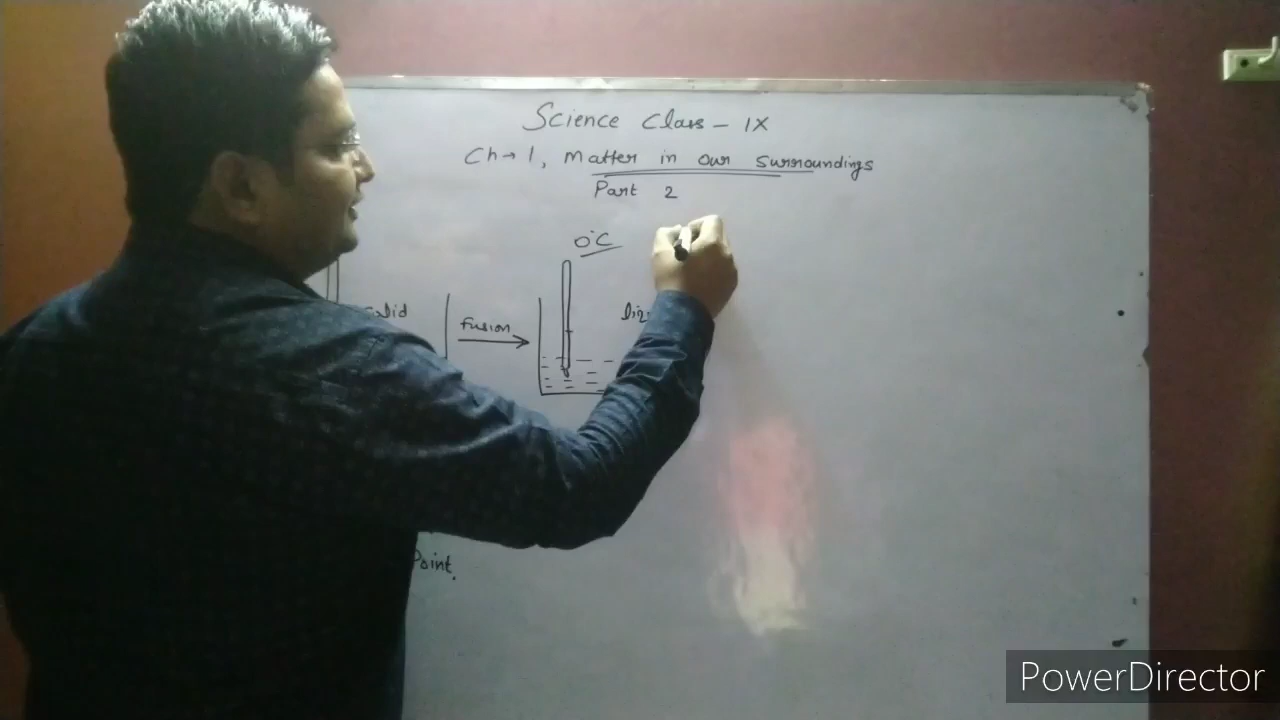 Science Class - IX
Ch→1, Matter in our surroundings
Part 2
0°C
Fusion
Point.
PowerDirector